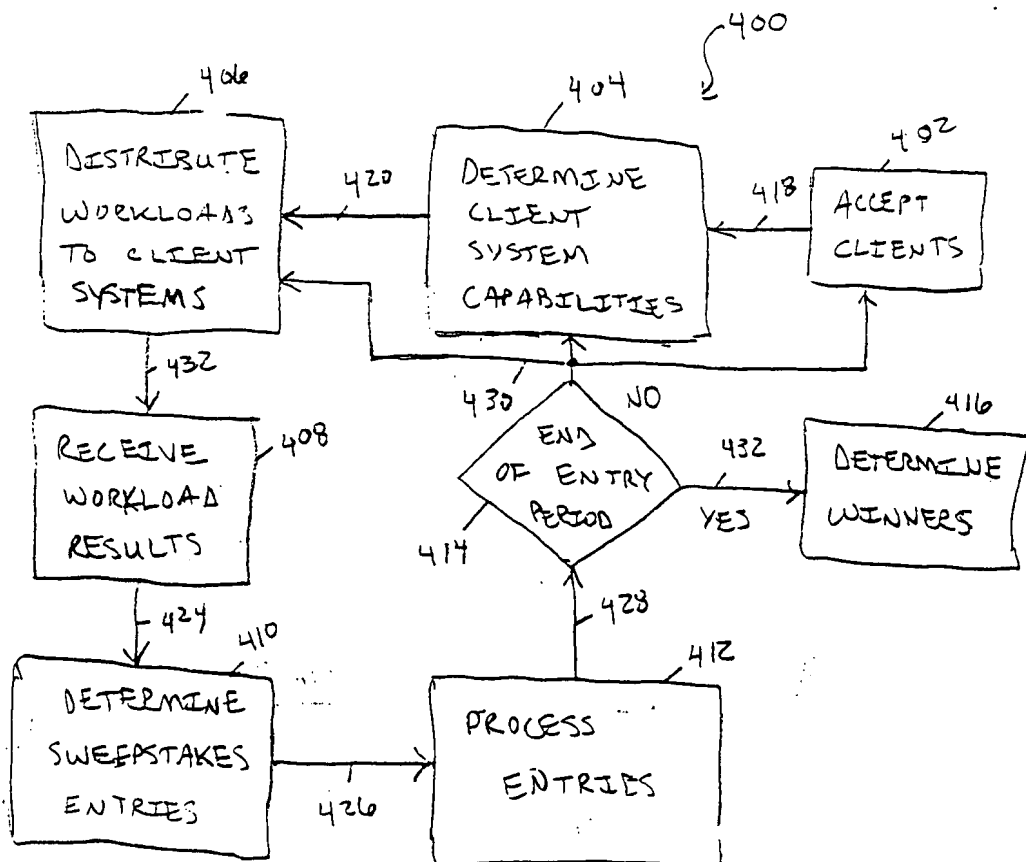 400
406
DISTRIBUTE
WORKLOADS
TO CLIENT
SYSTEMS
420
404
DETERMINE
CLIENT
SYSTEM
CAPABILITIES
418
402
ACCEPT
CLIENTS
432
430
NO
408
RECEIVE
WORKLOAD
RESULTS
END
OF ENTRY
PERIOD
414
432
YES
416
DETERMINE
WINNERS
424
428
410
DETERMINE
SWEEPSTAKES
ENTRIES
426
412
PROCESS
ENTRIES